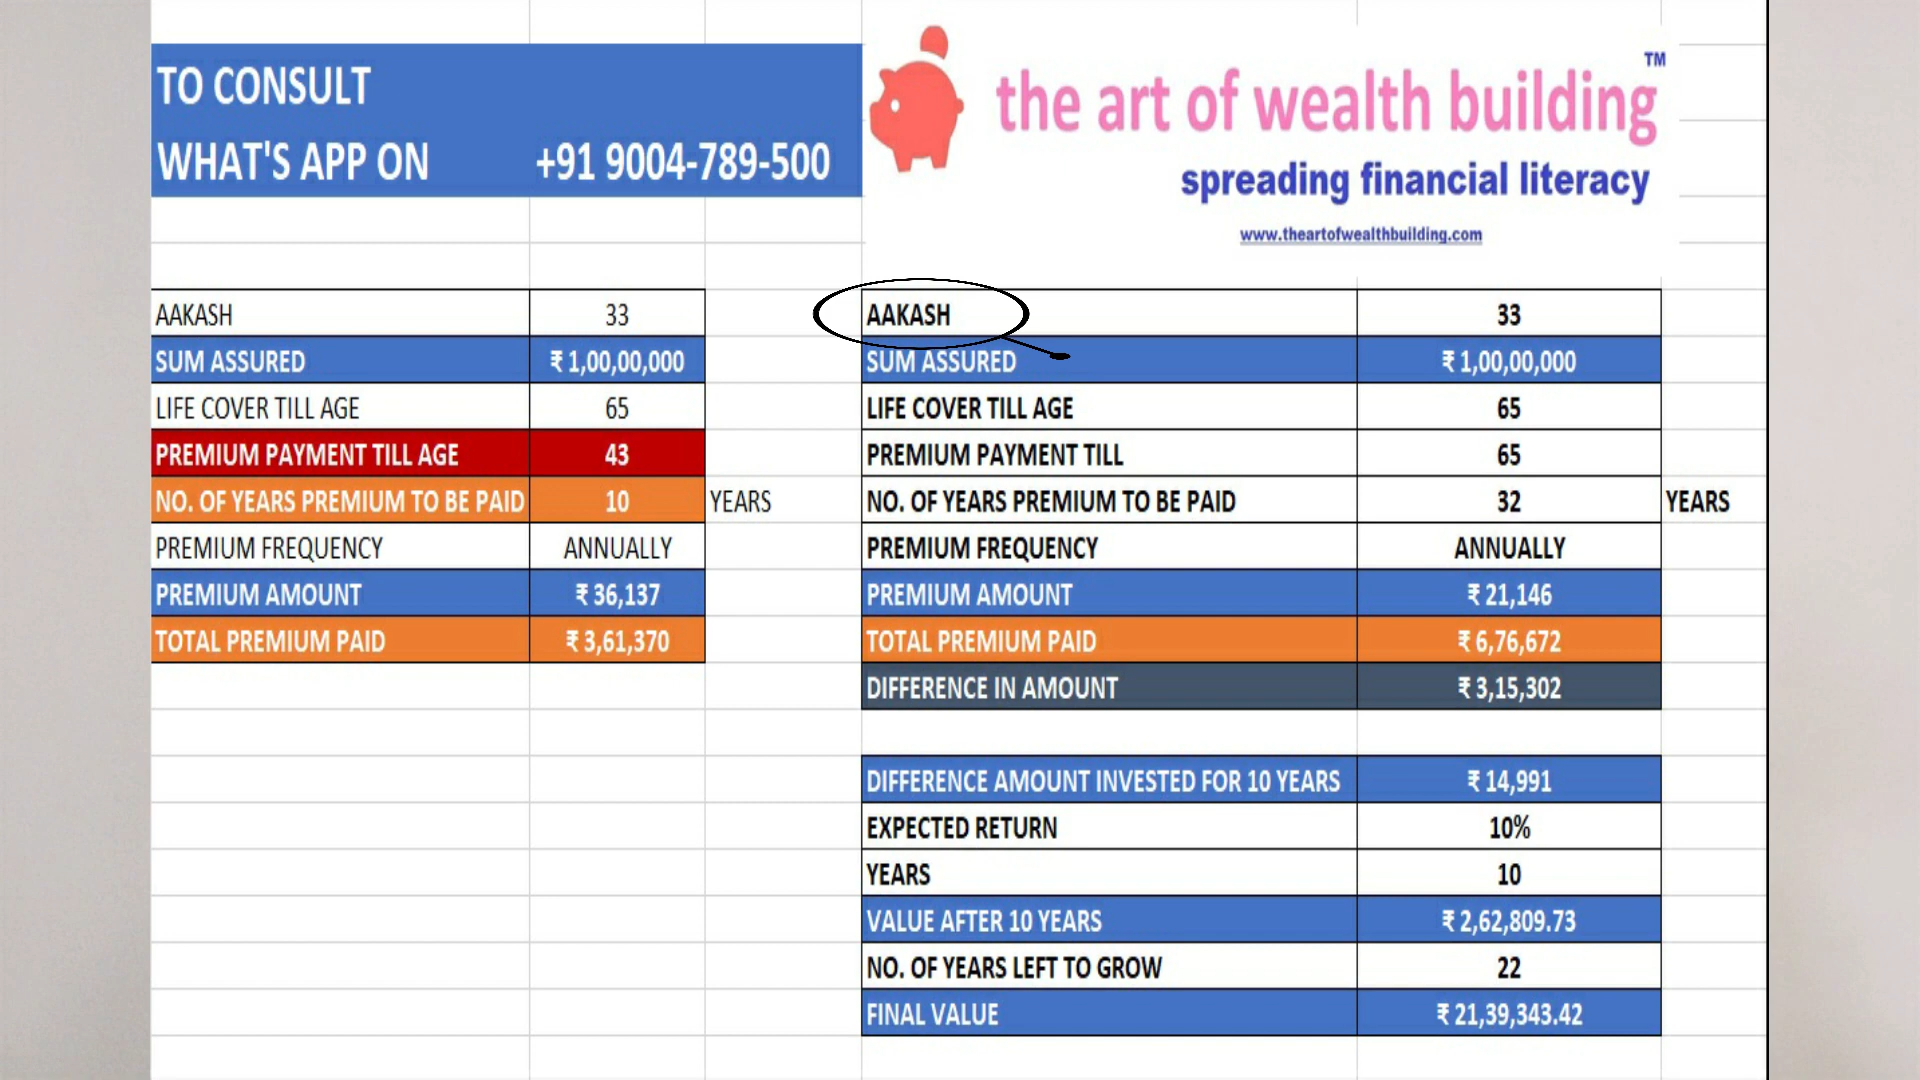 TO CONSULT
WHAT'S APP ON +91 9004-789-500
the art of wealth building™
spreading financial literacy
www.theartofwealthbuilding.com
AAKASH 33
SUM ASSURED ₹ 1,00,00,000
LIFE COVER TILL AGE 65
PREMIUM PAYMENT TILL AGE 43
NO. OF YEARS PREMIUM TO BE PAID 10 YEARS
PREMIUM FREQUENCY ANNUALLY
PREMIUM AMOUNT ₹ 36,137
TOTAL PREMIUM PAID ₹ 3,61,370
AAKASH 33
SUM ASSURED ₹ 1,00,00,000
LIFE COVER TILL AGE 65
PREMIUM PAYMENT TILL 65
NO. OF YEARS PREMIUM TO BE PAID 32 YEARS
PREMIUM FREQUENCY ANNUALLY
PREMIUM AMOUNT ₹ 21,146
TOTAL PREMIUM PAID ₹ 6,76,672
DIFFERENCE IN AMOUNT ₹ 3,15,302
DIFFERENCE AMOUNT INVESTED FOR 10 YEARS ₹ 14,991
EXPECTED RETURN 10%
YEARS 10
VALUE AFTER 10 YEARS ₹ 2,62,809.73
NO. OF YEARS LEFT TO GROW 22
FINAL VALUE ₹ 21,39,343.42